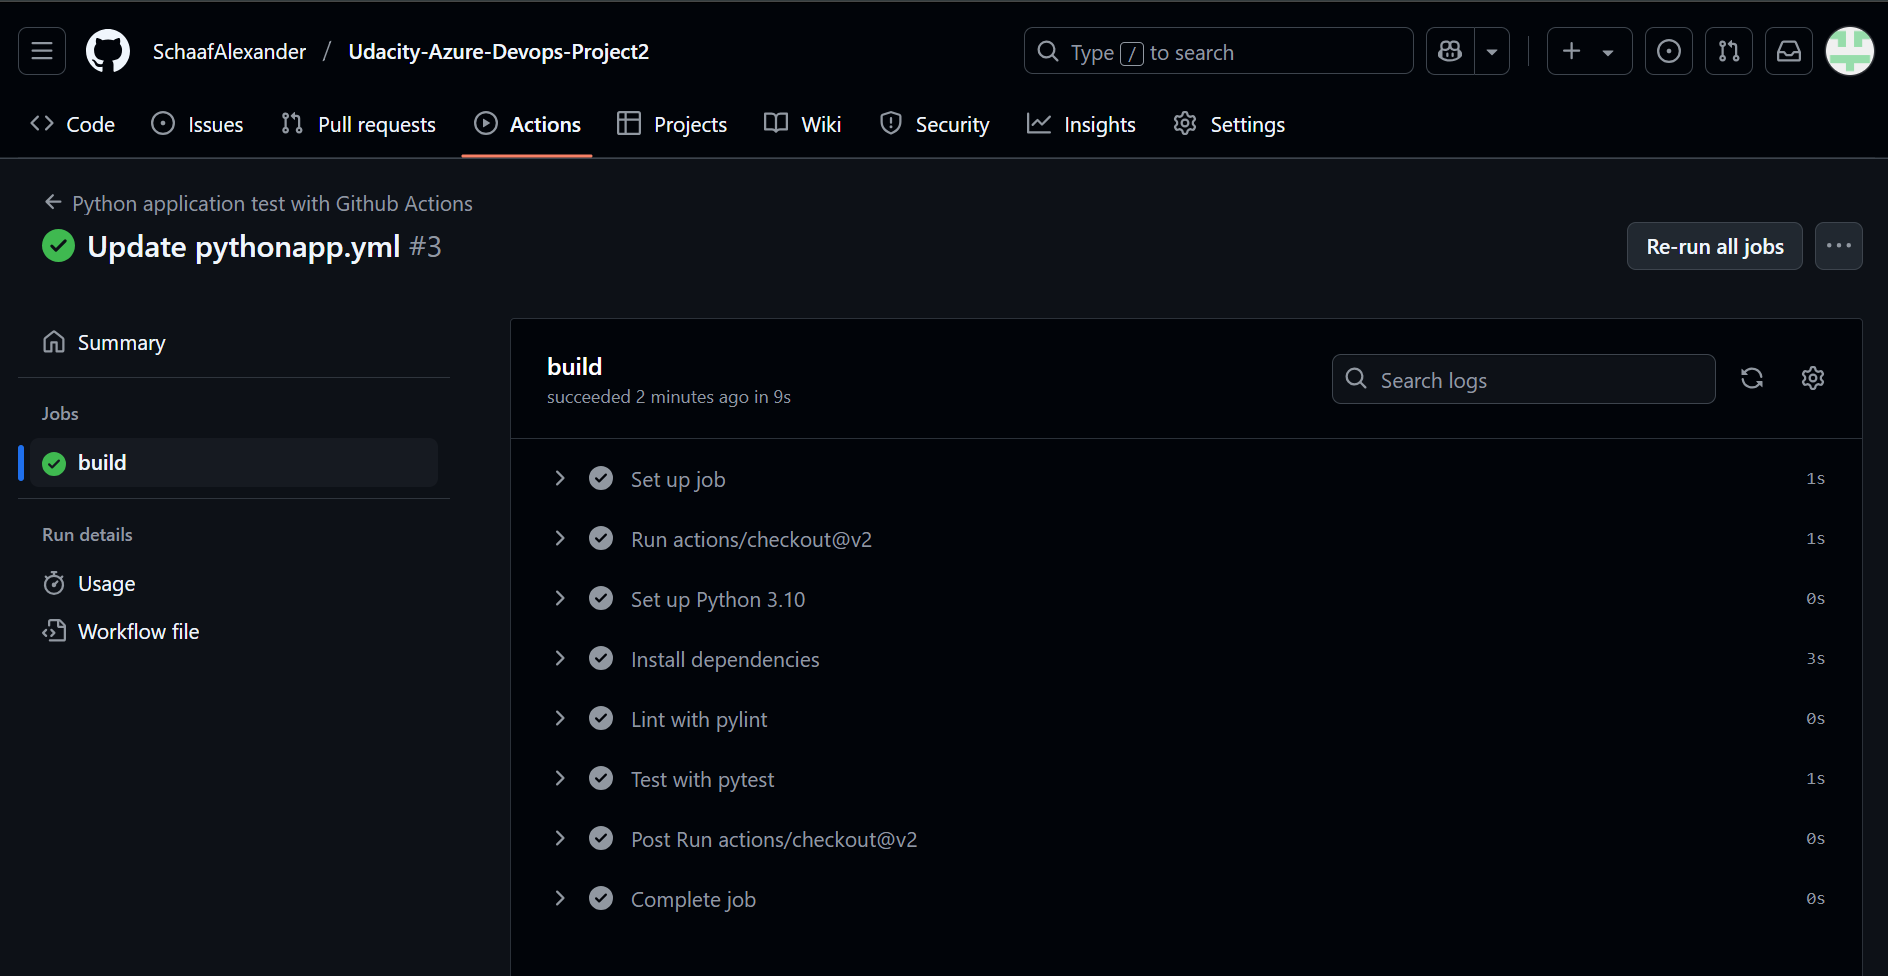 SchaafAlexander / Udacity-Azure-Devops-Project2
Type / to search
Code Issues Pull requests Actions Projects Wiki Security Insights Settings
Python application test with Github Actions
Update pythonapp.yml #3
Re-run all jobs
Summary
Jobs
build
Run details
Usage
Workflow file
build
succeeded 2 minutes ago in 9s
Search logs
Set up job 1s
Run actions/checkout@v2 1s
Set up Python 3.10 0s
Install dependencies 3s
Lint with pylint 0s
Test with pytest 1s
Post Run actions/checkout@v2 0s
Complete job 0s